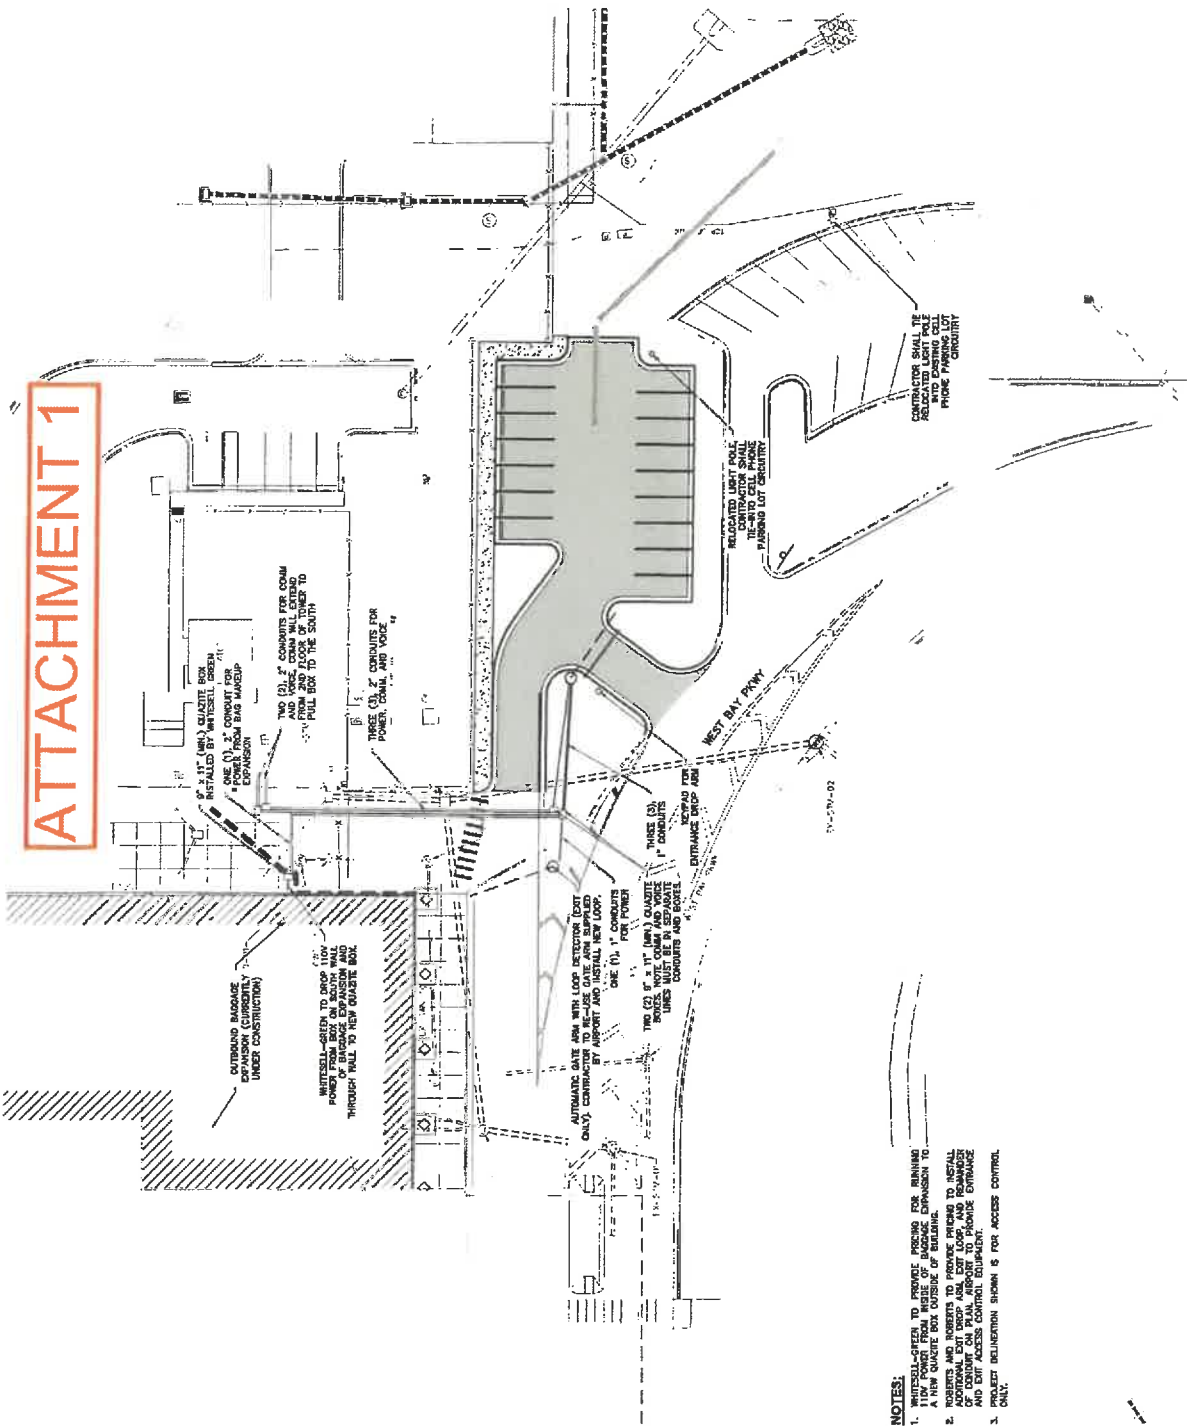 ATTACHMENT 1
9" x 11" (MIN.) QUAZITE BOX
INSTALLED BY WHITESELL GREEN
ONE (1), 2" CONDUIT FOR
POWER FROM BAG MAKEUP
EXPANSION
TWO (2), 2" CONDUITS FOR COMM
AND VOICE, COMM WILL EXTEND
FROM 2ND FLOOR OF TOWER TO
PULL BOX TO THE SOUTH
THREE (3), 2" CONDUITS FOR
POWER, COMM, AND VOICE
OUTBOUND BAGGAGE
EXPANSION (CURRENTLY
UNDER CONSTRUCTION)
WHITESELL-GREEN TO DROP 110V
POWER FROM BOX ON SOUTH WALL
OF BAGGAGE EXPANSION AND
THROUGH WALL TO NEW QUAZITE BOX.
CONTRACTOR SHALL TIE
RELOCATED LIGHT POLE
INTO EXISTING CELL
PHONE PARKING LOT
CIRCUITRY
RELOCATED LIGHT POLE,
CONTRACTOR SHALL
TIE-INTO CELL PHONE
PARKING LOT CIRCUITRY
WEST BAY PKWY
KEYPAD FOR
ENTRANCE DROP ARM
THREE (3),
1" CONDUITS
AUTOMATIC GATE ARM WITH LOOP DETECTOR (EXIT
ONLY). CONTRACTOR TO RE-USE GATE ARM SUPPLIED
BY AIRPORT AND INSTALL NEW LOOP.
ONE (1), 1" CONDUITS
FOR POWER
TWO (2) 9" x 11" (MIN.) QUAZITE
BOXES. NOTE COMM AND VOICE
LINES MUST BE IN SEPARATE
CONDUITS AND BOXES.
NOTES:
1. WHITESELL-GREEN TO PROVIDE PRICING FOR RUNNING
110V POWER FROM INSIDE OF BAGGAGE EXPANSION TO
A NEW QUAZITE BOX OUTSIDE OF BUILDING.
2. ROBERTS AND ROBERTS TO PROVIDE PRICING TO INSTALL
ADDITIONAL EXIT DROP ARM, EXIT LOOP, AND REMAINDER
OF CONDUIT ON PLAN. AIRPORT TO PROVIDE ENTRANCE
AND EXIT ACCESS CONTROL EQUIPMENT.
3. PROJECT DELINEATION SHOWN IS FOR ACCESS CONTROL
ONLY.